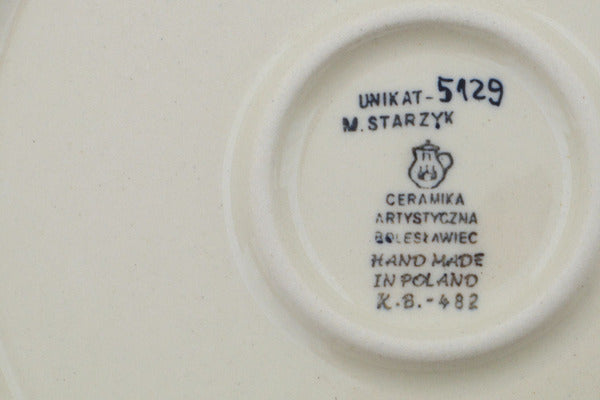 UNIKAT-5129
M.STARZYK
CERAMIKA
ARTYSTYCZNA
BOLESŁAWIEC
HAND MADE
IN POLAND
K.B.-482